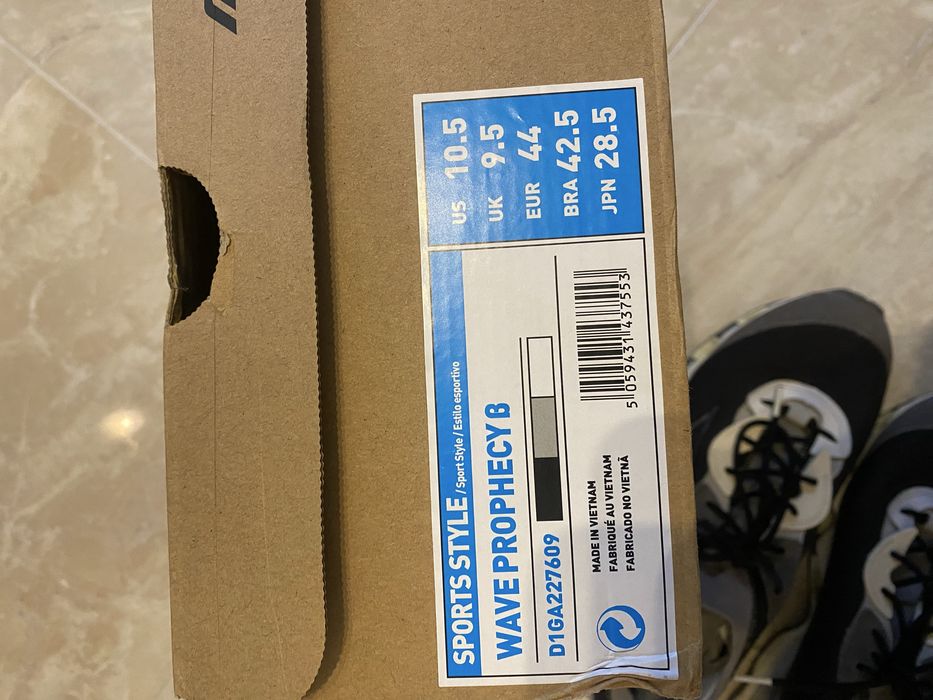 SPORTS STYLE / Sport Style / Estilo esportivo
WAVE PROPHECY β
D1GA227609
MADE IN VIETNAM
FABRIQUÉ AU VIETNAM
FABRICADO NO VIETNÃ
5 059431 437553
US 10.5
UK 9.5
EUR 44
BRA 42.5
JPN 28.5